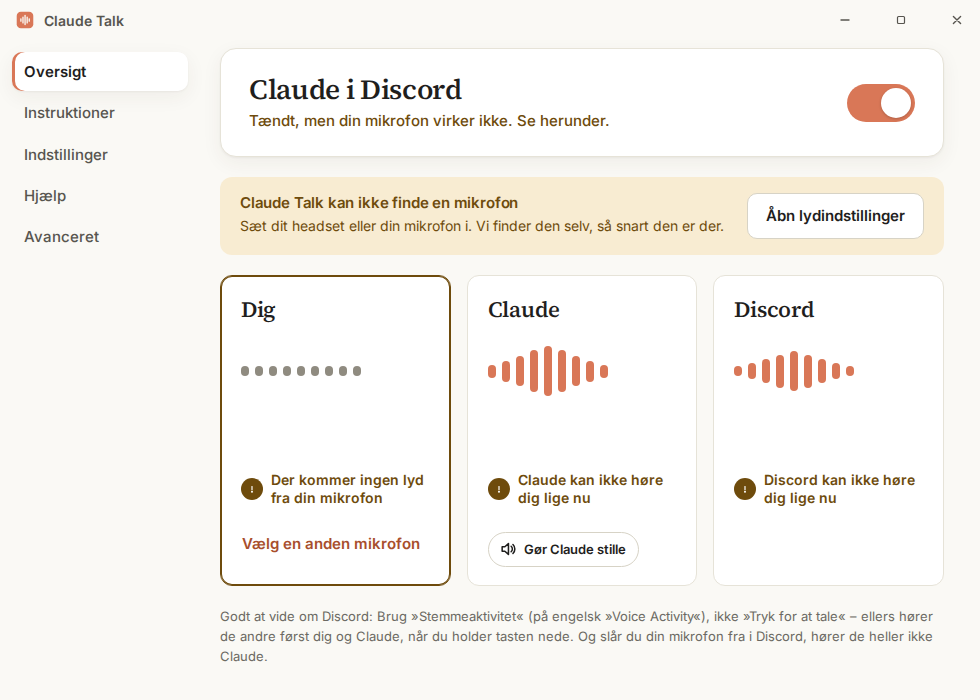 Claude Talk
Oversigt
Instruktioner
Indstillinger
Hjælp
Avanceret
Claude i Discord
Tændt, men din mikrofon virker ikke. Se herunder.
Claude Talk kan ikke finde en mikrofon
Sæt dit headset eller din mikrofon i. Vi finder den selv, så snart den er der.
Åbn lydindstillinger
Dig
Der kommer ingen lyd
fra din mikrofon
Vælg en anden mikrofon
Claude
Claude kan ikke høre
dig lige nu
Gør Claude stille
Discord
Discord kan ikke høre
dig lige nu
Godt at vide om Discord: Brug »Stemmeaktivitet« (på engelsk »Voice Activity«), ikke »Tryk for at tale« – ellers hører
de andre først dig og Claude, når du holder tasten nede. Og slår du din mikrofon fra i Discord, hører de heller ikke
Claude.